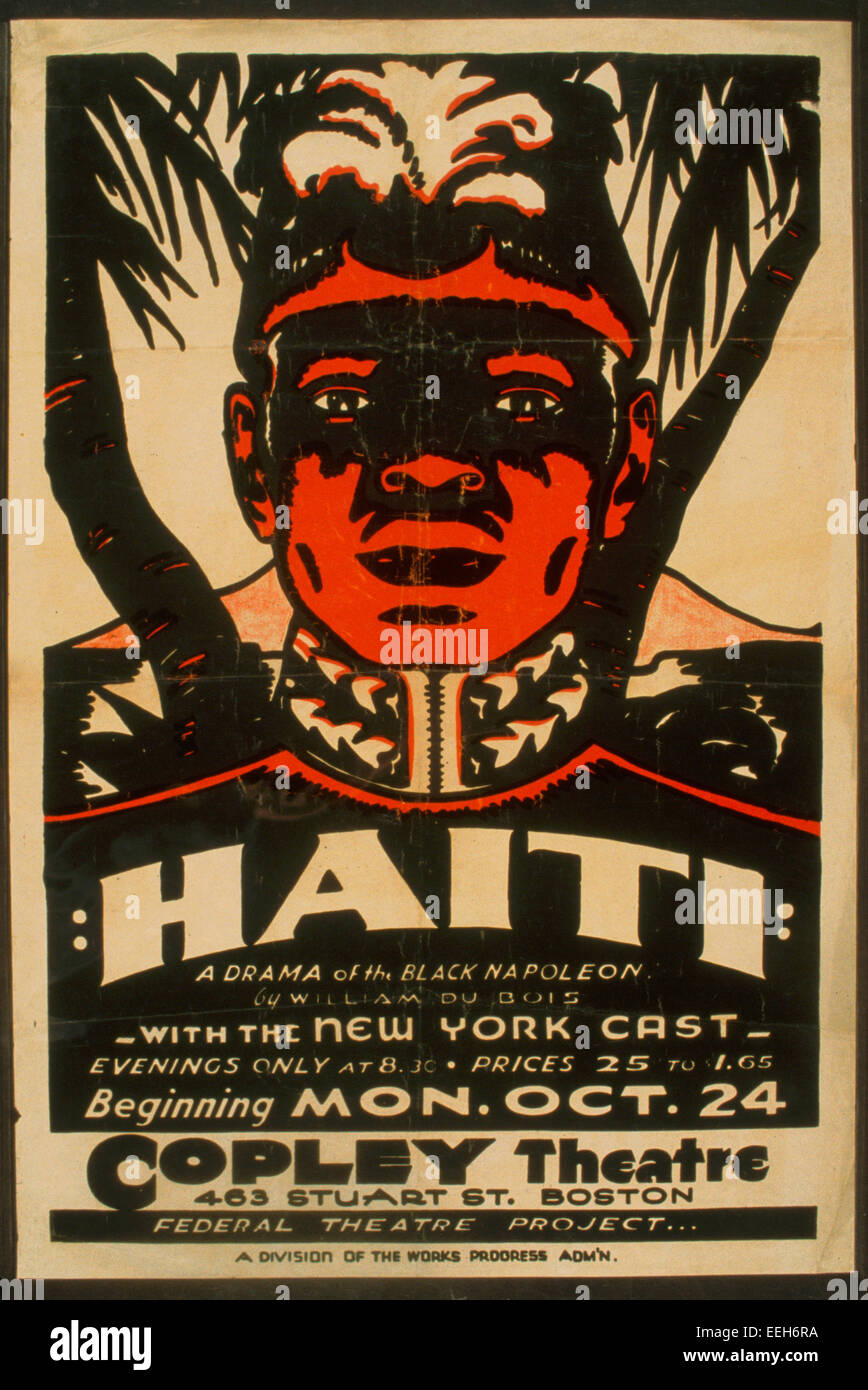 : HAITI :
A DRAMA of the BLACK NAPOLEON.
by WILLIAM DU BOIS
– WITH THE NEW YORK CAST –
EVENINGS ONLY AT 8.30 • PRICES 25 TO $1.65
Beginning MON. OCT. 24
COPLEY Theatre
463 STUART ST. BOSTON
FEDERAL THEATRE PROJECT...
A DIVISION OF THE WORKS PROGRESS ADM'N.
alamy stock photo
EEH6RA
www.alamy.com